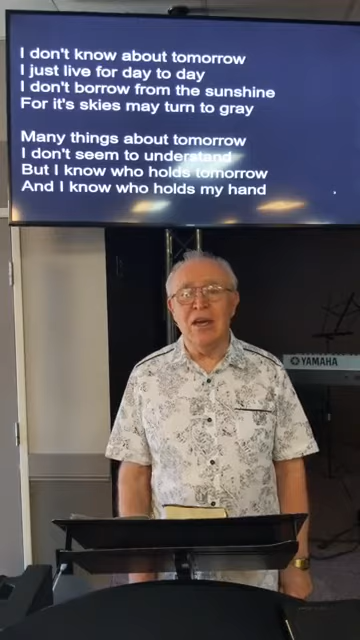 I don't know about tomorrow
I just live for day to day
I don't borrow from the sunshine
For it's skies may turn to gray
Many things about tomorrow
I don't seem to understand
But I know who holds tomorrow
And I know who holds my hand
YAMAHA